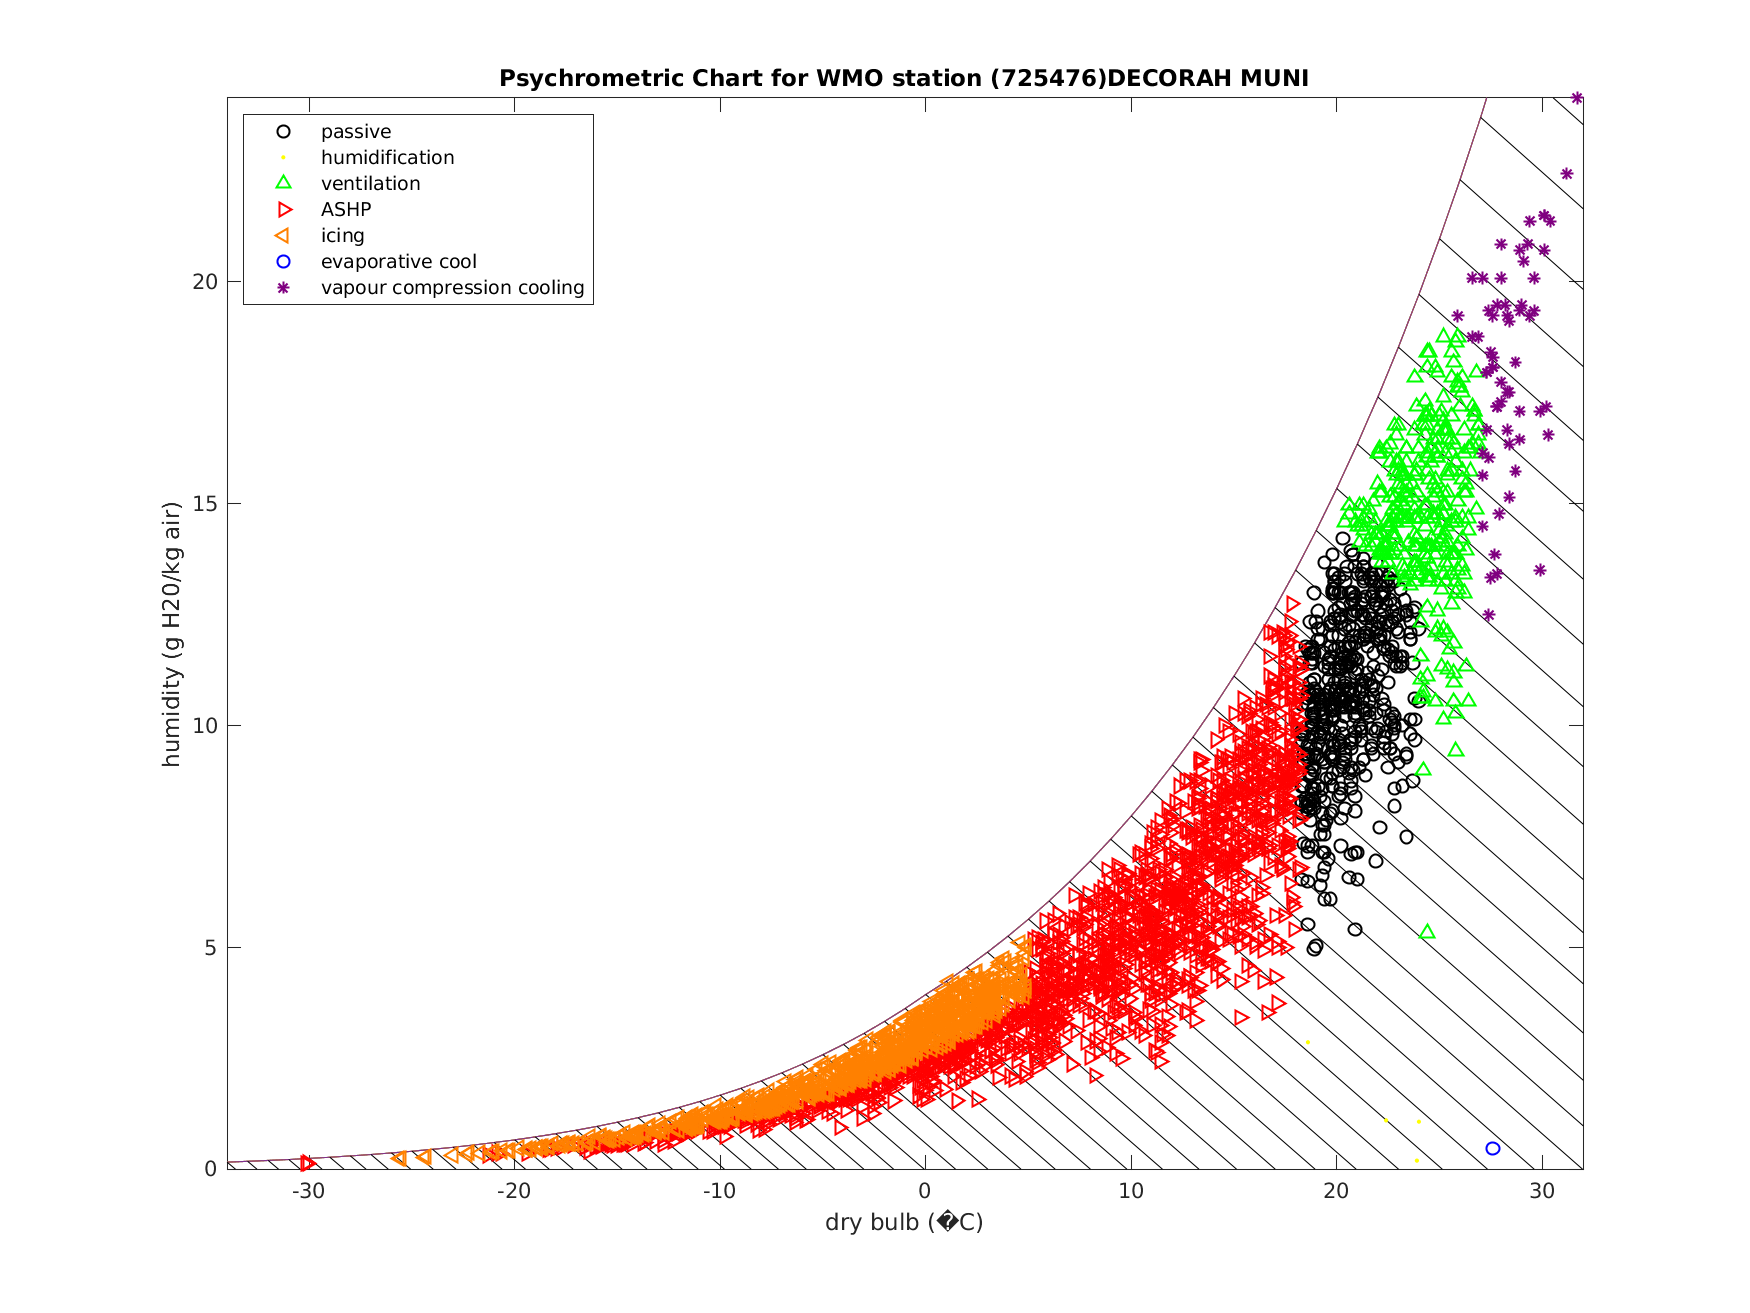 Psychrometric Chart for WMO station (725476)DECORAH MUNI
passive
humidification
ventilation
ASHP
icing
evaporative cool
vapour compression cooling
humidity (g H20/kg air)
20
15
10
5
0
-30 -20 -10 0 10 20 30
dry bulb (�C)